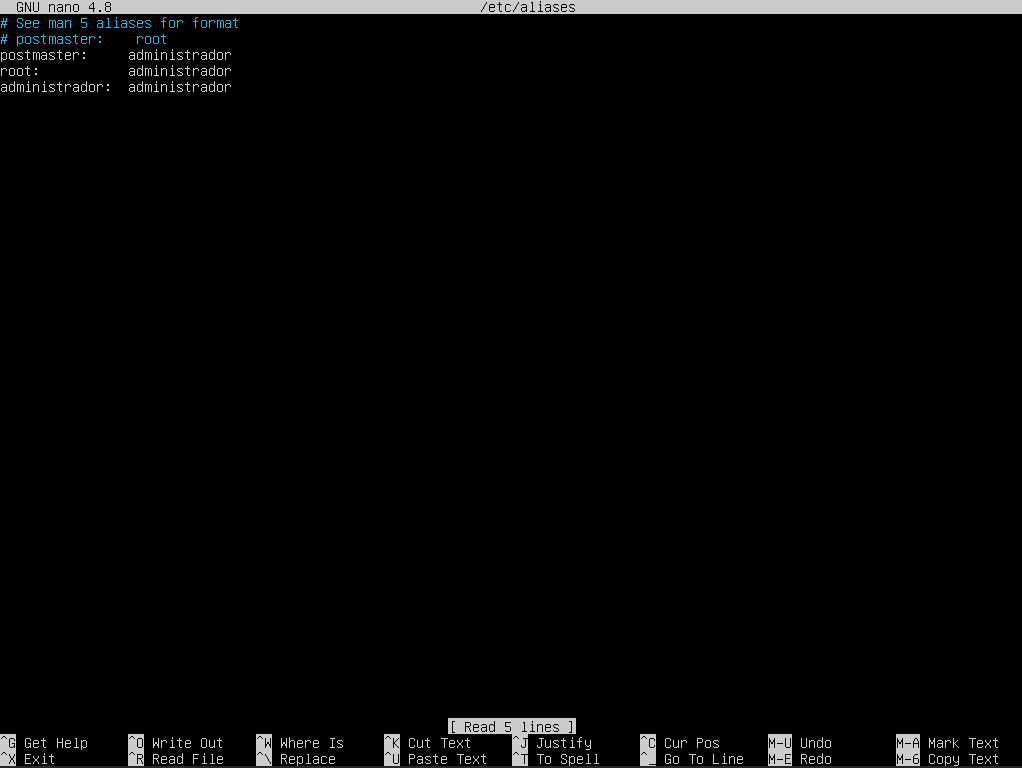 GNU nano 4.8 /etc/aliases
# See man 5 aliases for format
# postmaster:    root
postmaster:     administrador
root:           administrador
administrador:  administrador
[ Read 5 lines ]
^G Get Help ^O Write Out ^W Where Is ^K Cut Text ^J Justify ^C Cur Pos M-U Undo M-A Mark Text
^X Exit ^R Read File ^\ Replace ^U Paste Text ^T To Spell ^_ Go To Line M-E Redo M-6 Copy Text